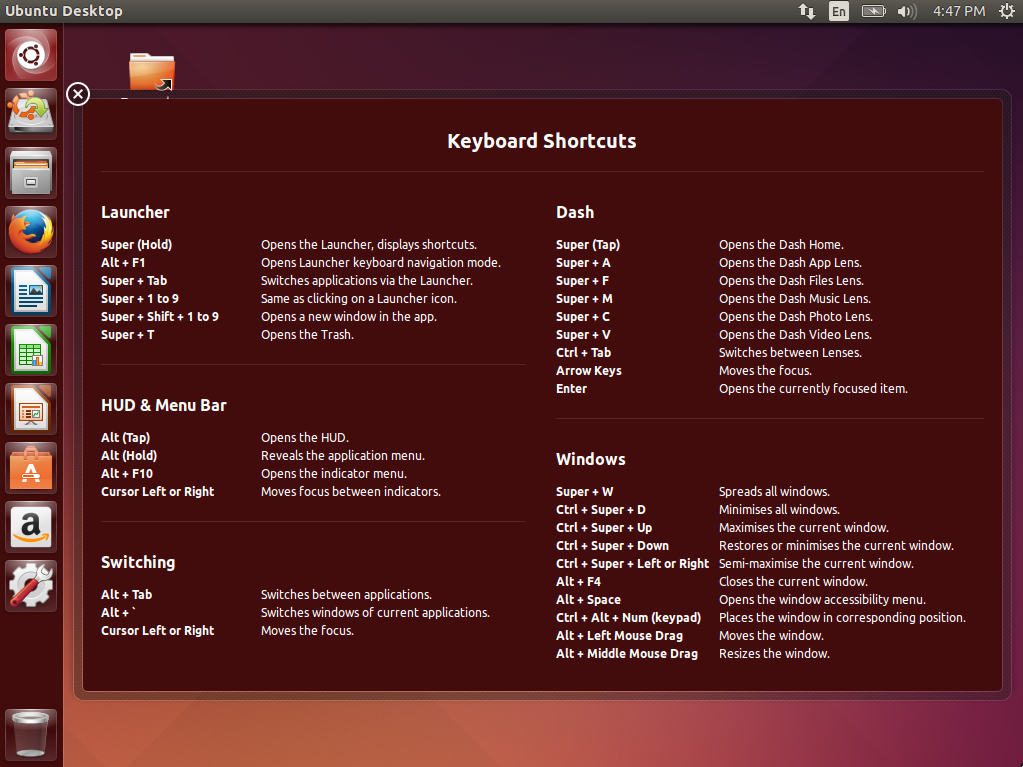 Ubuntu Desktop
En
4:47 PM
Keyboard Shortcuts
Launcher
Super (Hold) Opens the Launcher, displays shortcuts.
Alt + F1 Opens Launcher keyboard navigation mode.
Super + Tab Switches applications via the Launcher.
Super + 1 to 9 Same as clicking on a Launcher icon.
Super + Shift + 1 to 9 Opens a new window in the app.
Super + T Opens the Trash.
HUD & Menu Bar
Alt (Tap) Opens the HUD.
Alt (Hold) Reveals the application menu.
Alt + F10 Opens the indicator menu.
Cursor Left or Right Moves focus between indicators.
Switching
Alt + Tab Switches between applications.
Alt + ` Switches windows of current applications.
Cursor Left or Right Moves the focus.
Dash
Super (Tap) Opens the Dash Home.
Super + A Opens the Dash App Lens.
Super + F Opens the Dash Files Lens.
Super + M Opens the Dash Music Lens.
Super + C Opens the Dash Photo Lens.
Super + V Opens the Dash Video Lens.
Ctrl + Tab Switches between Lenses.
Arrow Keys Moves the focus.
Enter Opens the currently focused item.
Windows
Super + W Spreads all windows.
Ctrl + Super + D Minimises all windows.
Ctrl + Super + Up Maximises the current window.
Ctrl + Super + Down Restores or minimises the current window.
Ctrl + Super + Left or Right Semi-maximise the current window.
Alt + F4 Closes the current window.
Alt + Space Opens the window accessibility menu.
Ctrl + Alt + Num (keypad) Places the window in corresponding position.
Alt + Left Mouse Drag Moves the window.
Alt + Middle Mouse Drag Resizes the window.
A
a